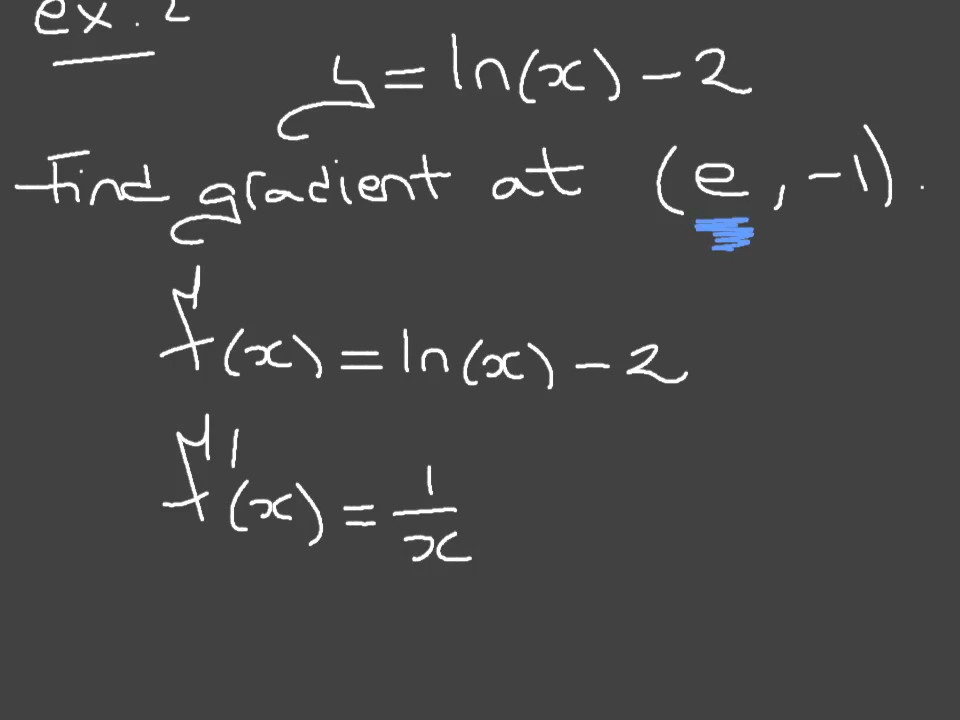 ex. 2
y = ln(x) - 2
Find gradient at (e, -1).
f(x) = ln(x) - 2
f'(x) = 1/x